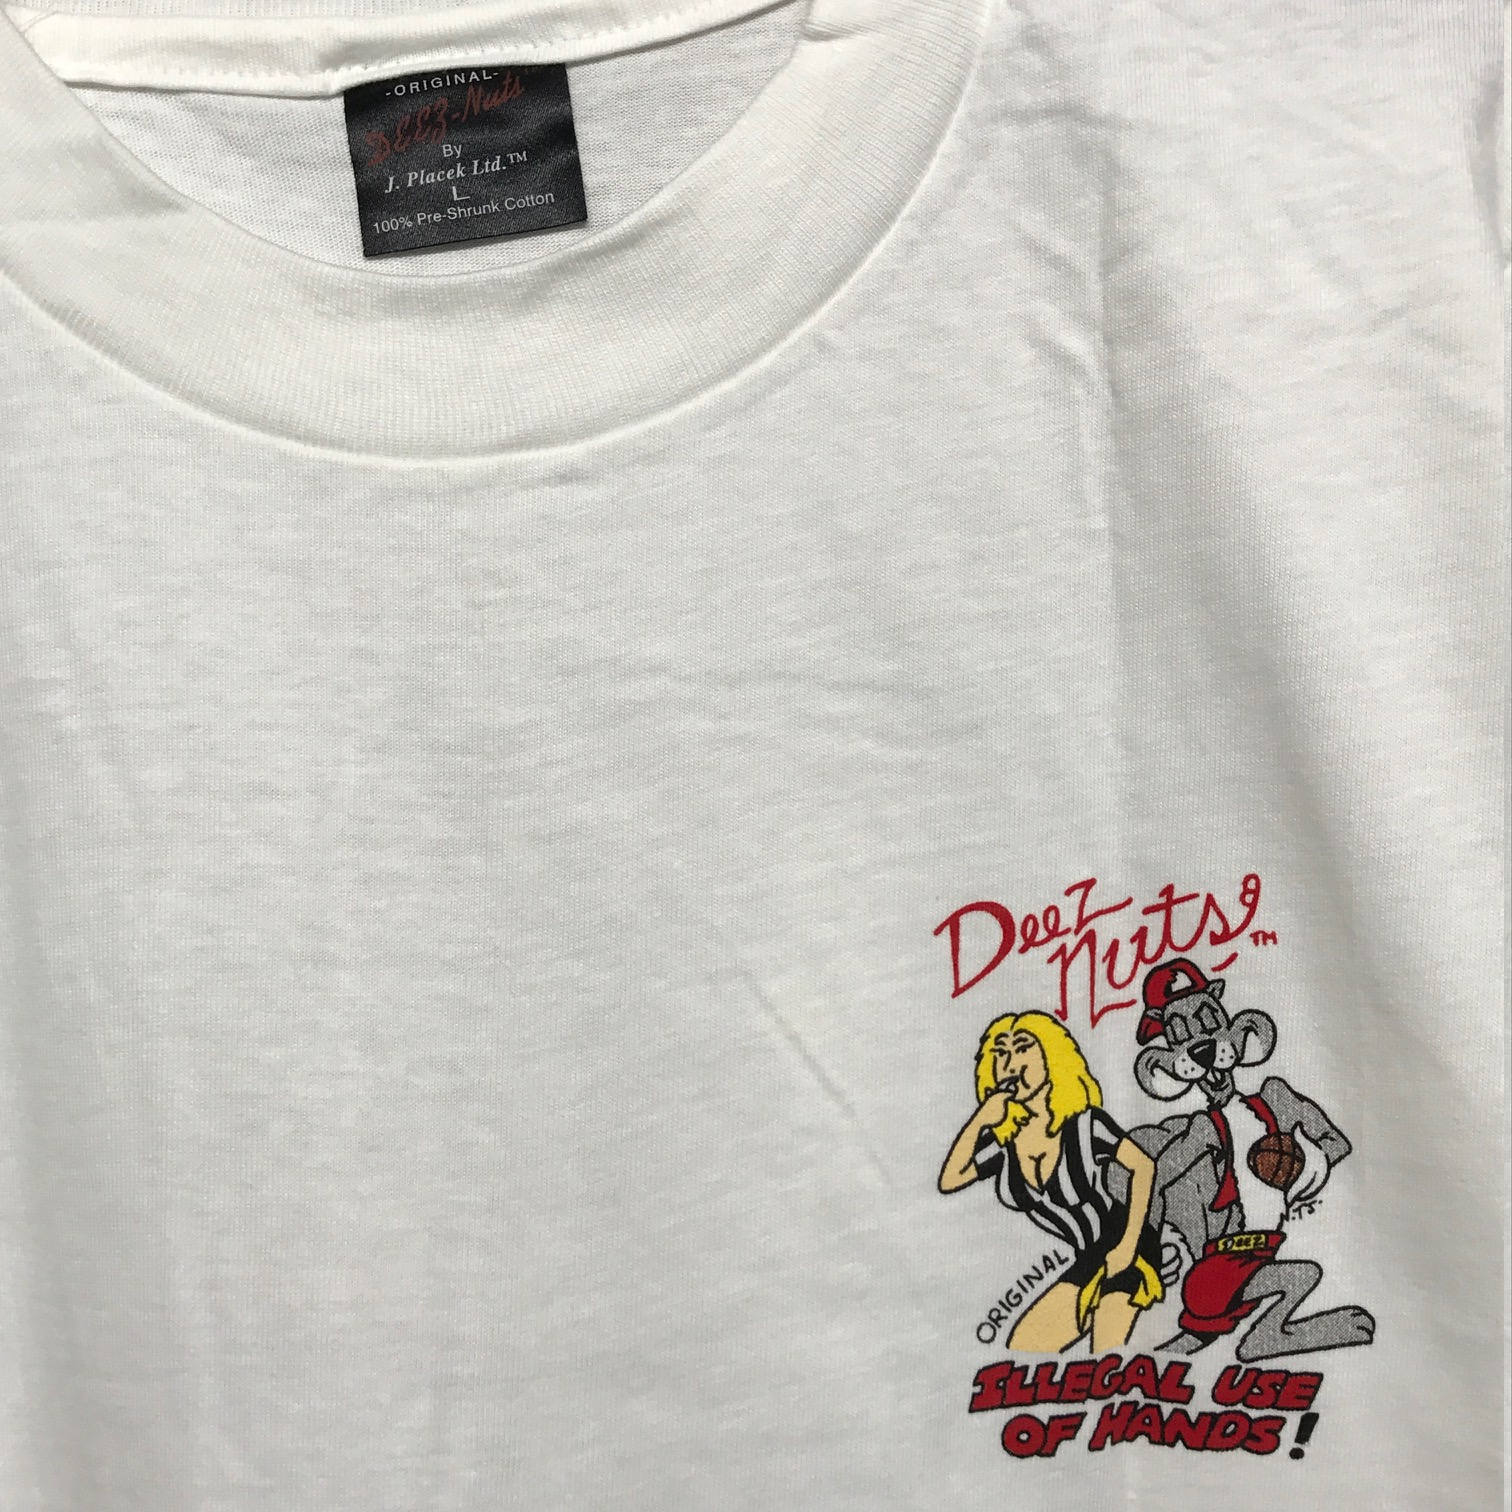 -ORIGINAL-
DEEZ-Nuts
By
J. Placek Ltd.™
L
100% Pre-Shrunk Cotton
Deez
Nuts ™
DEEZ
N.T.S.
ORIGINAL
ILLEGAL USE
OF HANDS!